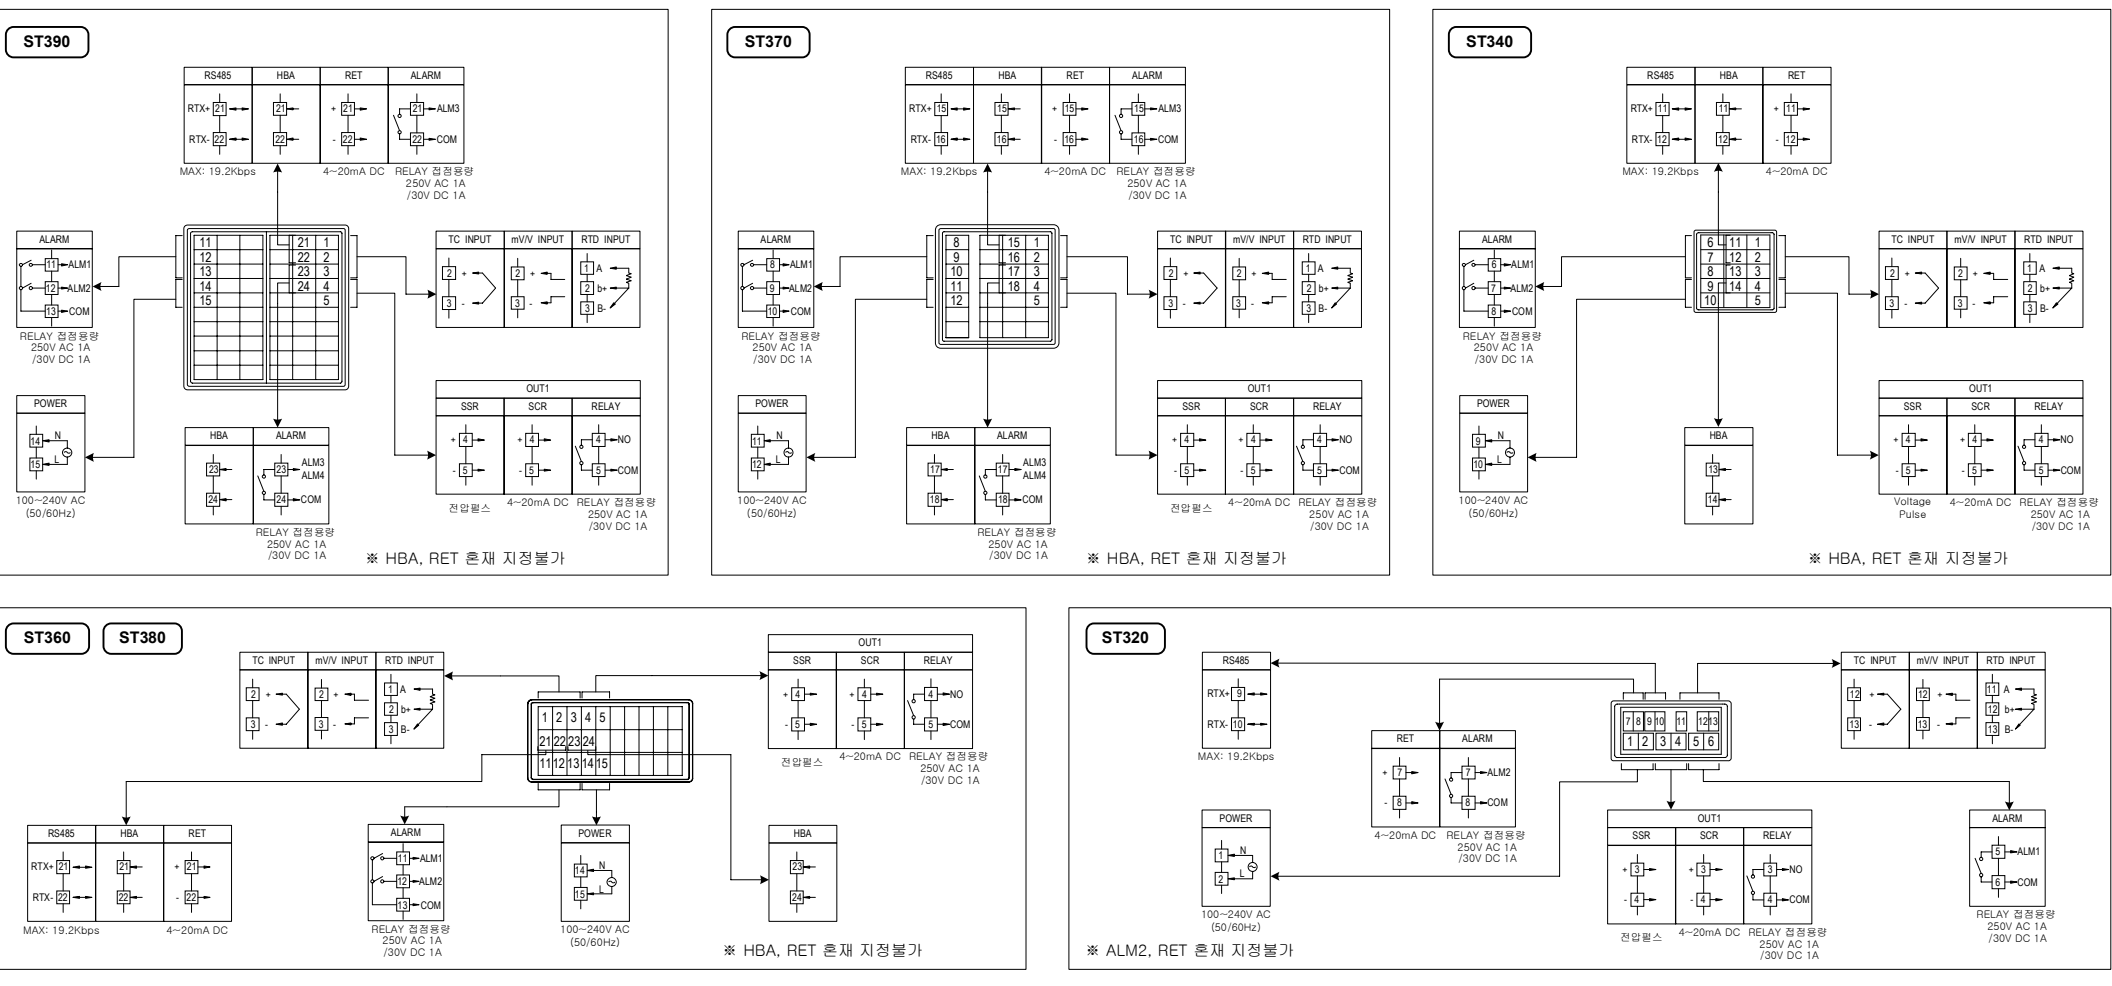 ST390
RS485 HBA RET ALARM
RTX+ 21 21 + 21 21 ALM3
RTX- 22 22 - 22 22 COM
MAX: 19.2Kbps 4~20mA DC RELAY 접점용량
250V AC 1A
/30V DC 1A
ALARM
11 ALM1
12 ALM2
13 COM
RELAY 접점용량
250V AC 1A
/30V DC 1A
11 21 1
12 22 2
13 23 3
14 24 4
15 5
TC INPUT mV/V INPUT RTD INPUT
2 + 2 + 1 A
2 b+
3 - 3 - 3 B-
POWER
14 N
15 L
100~240V AC
(50/60Hz)
HBA ALARM
23 23 ALM3
ALM4
24 24 COM
RELAY 접점용량
250V AC 1A
/30V DC 1A
OUT1
SSR SCR RELAY
+ 4 + 4 4 NO
- 5 - 5 5 COM
전압펄스 4~20mA DC RELAY 접점용량
250V AC 1A
/30V DC 1A
※ HBA, RET 혼재 지정불가
ST370
RS485 HBA RET ALARM
RTX+ 15 15 + 15 15 ALM3
RTX- 16 16 - 16 16 COM
MAX: 19.2Kbps 4~20mA DC RELAY 접점용량
250V AC 1A
/30V DC 1A
ALARM
8 ALM1
9 ALM2
10 COM
RELAY 접점용량
250V AC 1A
/30V DC 1A
8 15 1
9 16 2
10 17 3
11 18 4
12 5
TC INPUT mV/V INPUT RTD INPUT
2 + 2 + 1 A
2 b+
3 - 3 - 3 B-
POWER
11 N
12 L
100~240V AC
(50/60Hz)
HBA ALARM
17 17 ALM3
ALM4
18 18 COM
RELAY 접점용량
250V AC 1A
/30V DC 1A
OUT1
SSR SCR RELAY
+ 4 + 4 4 NO
- 5 - 5 5 COM
전압펄스 4~20mA DC RELAY 접점용량
250V AC 1A
/30V DC 1A
※ HBA, RET 혼재 지정불가
ST340
RS485 HBA RET
RTX+ 11 11 + 11
RTX- 12 12 - 12
MAX: 19.2Kbps 4~20mA DC
ALARM
6 ALM1
7 ALM2
8 COM
RELAY 접점용량
250V AC 1A
/30V DC 1A
6 11 1
7 12 2
8 13 3
9 14 4
10 5
TC INPUT mV/V INPUT RTD INPUT
2 + 2 + 1 A
2 b+
3 - 3 - 3 B-
POWER
9 N
10 L
100~240V AC
(50/60Hz)
HBA
13
14
OUT1
SSR SCR RELAY
+ 4 + 4 4 NO
- 5 - 5 5 COM
Voltage 4~20mA DC RELAY 접점용량
Pulse 250V AC 1A
/30V DC 1A
※ HBA, RET 혼재 지정불가
ST360 ST380
TC INPUT mV/V INPUT RTD INPUT
2 + 2 + 1 A
2 b+
3 - 3 - 3 B-
OUT1
SSR SCR RELAY
+ 4 + 4 4 NO
- 5 - 5 5 COM
전압펄스 4~20mA DC RELAY 접점용량
250V AC 1A
/30V DC 1A
1 2 3 4 5
21 22 23 24
11 12 13 14 15
RS485 HBA RET
RTX+ 21 21 + 21
RTX- 22 22 - 22
MAX: 19.2Kbps 4~20mA DC
ALARM
11 ALM1
12 ALM2
13 COM
RELAY 접점용량
250V AC 1A
/30V DC 1A
POWER
14 N
15 L
100~240V AC
(50/60Hz)
HBA
23
24
※ HBA, RET 혼재 지정불가
ST320
RS485
RTX+ 9
RTX- 10
MAX: 19.2Kbps
RET ALARM
+ 7 7 ALM2
- 8 8 COM
4~20mA DC RELAY 접점용량
250V AC 1A
/30V DC 1A
7 8 9 10 11 12 13
1 2 3 4 5 6
TC INPUT mV/V INPUT RTD INPUT
12 + 12 + 11 A
12 b+
13 - 13 - 13 B-
POWER
1 N
2 L
100~240V AC
(50/60Hz)
OUT1
SSR SCR RELAY
+ 3 + 3 3 NO
- 4 - 4 4 COM
전압펄스 4~20mA DC RELAY 접점용량
250V AC 1A
/30V DC 1A
ALARM
5 ALM1
6 COM
RELAY 접점용량
250V AC 1A
/30V DC 1A
※ ALM2, RET 혼재 지정불가